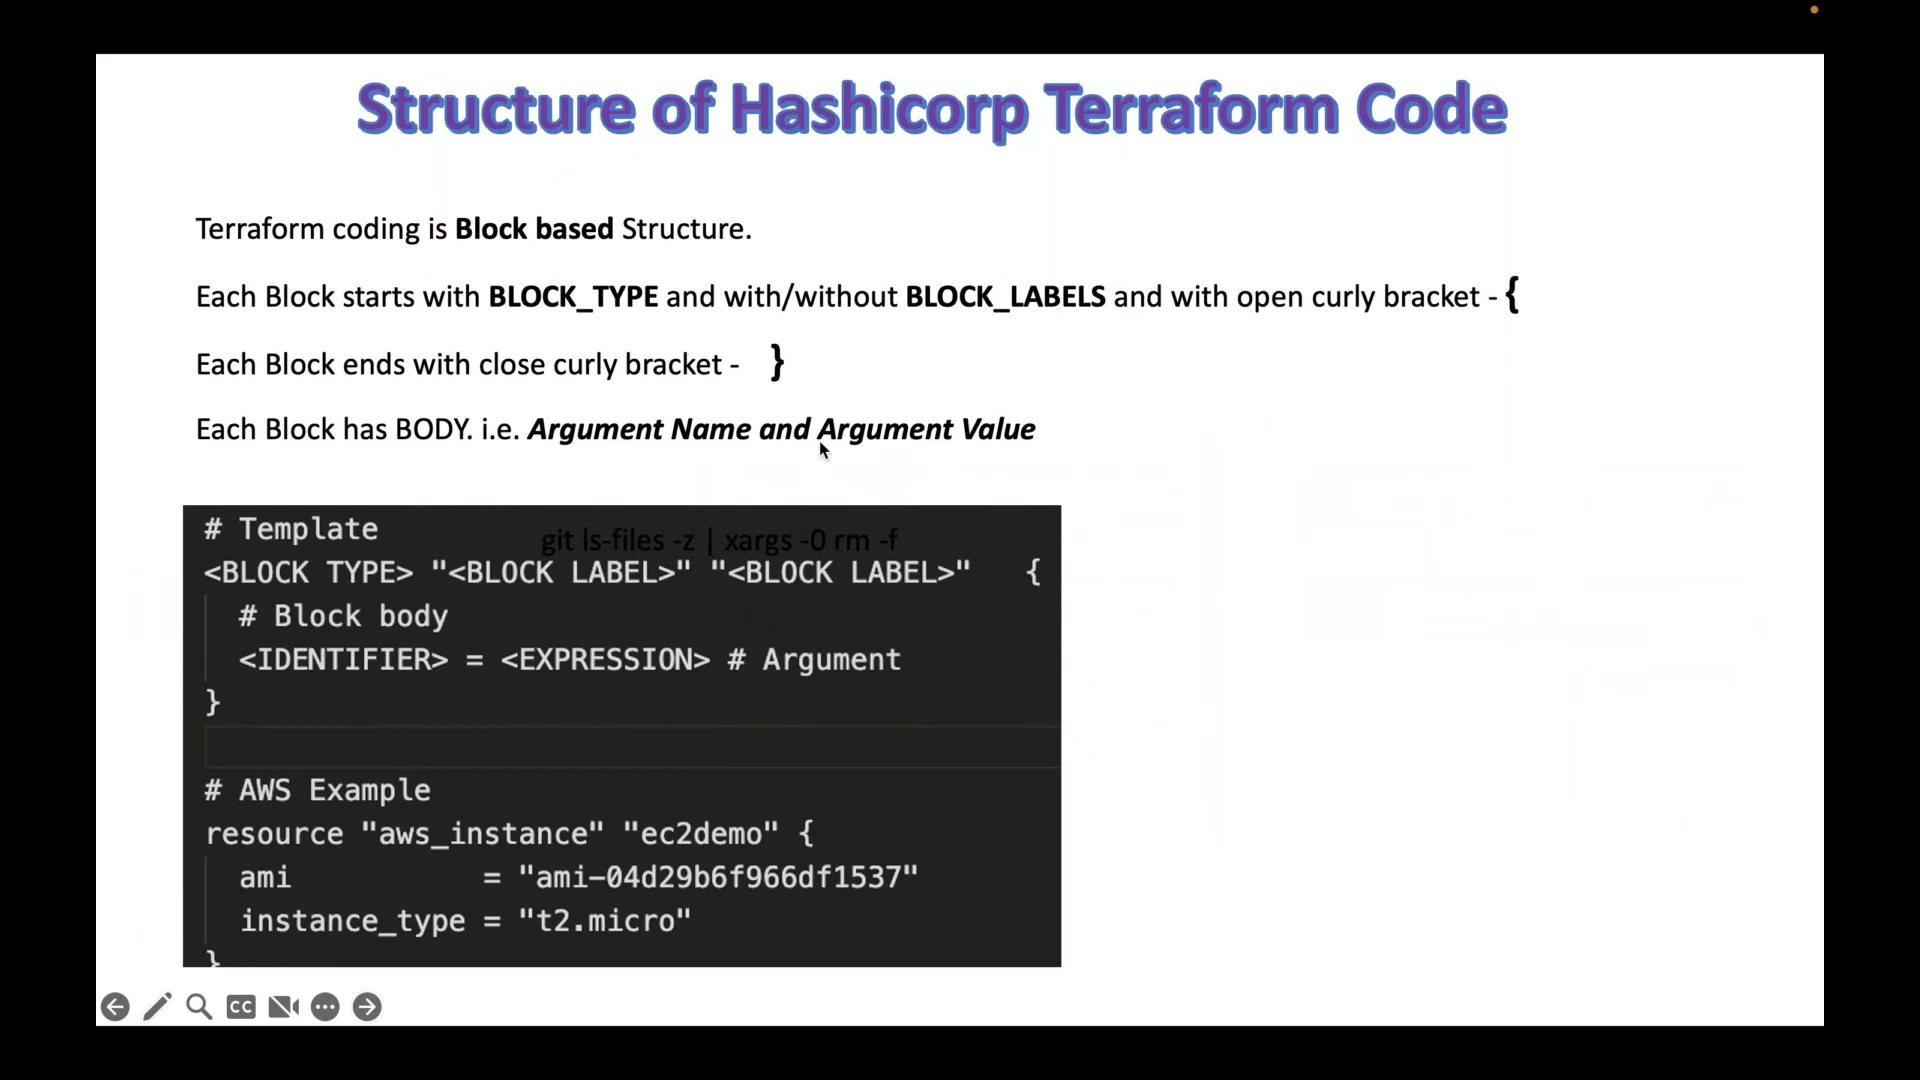 Structure of Hashicorp Terraform Code
Terraform coding is Block based Structure.
Each Block starts with BLOCK_TYPE and with/without BLOCK_LABELS and with open curly bracket - {
Each Block ends with close curly bracket - }
Each Block has BODY. i.e. Argument Name and Argument Value
# Template
git ls-files -z | xargs -0 rm -f
<BLOCK TYPE> "<BLOCK LABEL>" "<BLOCK LABEL>" {
# Block body
<IDENTIFIER> = <EXPRESSION> # Argument
}
# AWS Example
resource "aws_instance" "ec2demo" {
ami = "ami-04d29b6f966df1537"
instance_type = "t2.micro"
}
CC